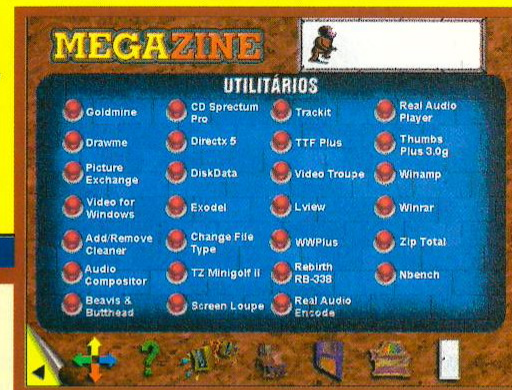 MEGAZINE
UTILITÁRIOS
Goldmine
Drawme
Picture
Exchange
Video for
Windows
Add/Remove
Cleaner
Audio
Compositor
Beavis &
Butthead
CD Sprectum
Pro
Directx 5
DiskData
Exodel
Change File
Type
TZ Minigolf II
Screen Loupe
Trackit
TTF Plus
Video Troupe
Lview
WWPlus
Rebirth
RB-338
Real Audio
Encode
Real Audio
Player
Thumbs
Plus 3.0g
Winamp
Winrar
Zip Total
Nbench